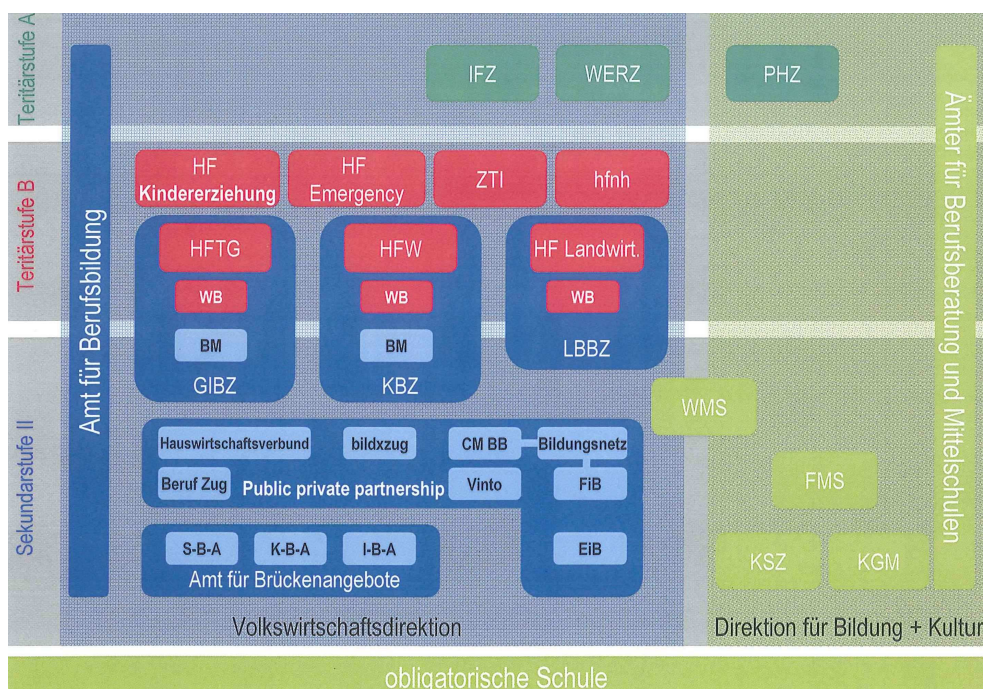 Teritärstufe A
IFZ
WERZ
PHZ
Amt für Berufsbildung
Ämter für Berufsberatung und Mittelschulen
Teritärstufe B
HF
Kindererziehung
HF
Emergency
ZTI
hfnh
HFTG
HFW
HF Landwirt.
WB
WB
WB
BM
BM
LBBZ
GIBZ
KBZ
Sekundarstufe II
WMS
Hauswirtschaftsverbund
bildxzug
CM BB
Bildungsnetz
Beruf Zug
Public private partnership
Vinto
FiB
FMS
S-B-A
K-B-A
I-B-A
EiB
Amt für Brückenangebote
KSZ
KGM
Volkswirtschaftsdirektion
Direktion für Bildung + Kultur
obligatorische Schule